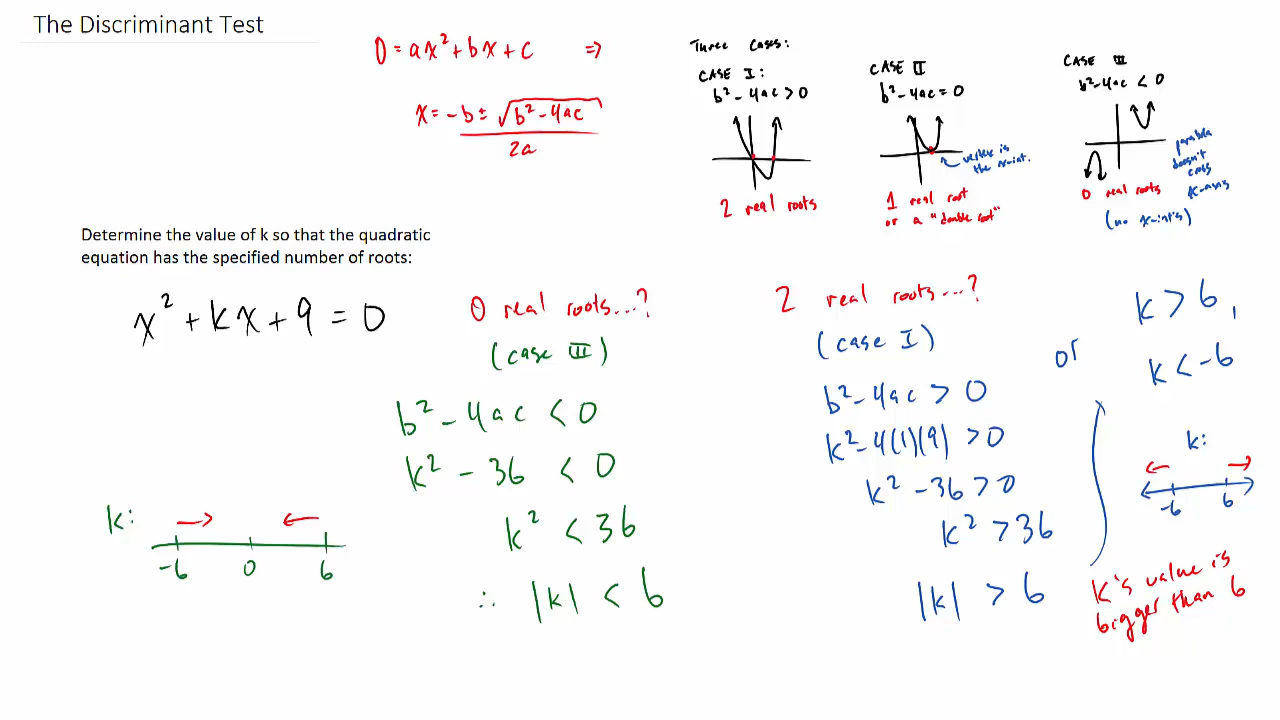 The Discriminant Test
0 = ax² + bx + c ⇒
x = -b ± √(b² - 4ac)
2a
Three Cases:
CASE I:
b² - 4ac > 0
2 real roots
CASE II
b² - 4ac = 0
vertex is
the x-int.
1 real root
or a "double root"
CASE III
b² - 4ac < 0
parabola
doesn't
cross
x-axis
0 real roots
(no x-int's)
Determine the value of k so that the quadratic
equation has the specified number of roots:
x² + kx + 9 = 0
k:
-6 0 6
0 real roots...?
(case III)
b² - 4ac < 0
k² - 36 < 0
k² < 36
∴ |k| < 6
2 real roots...?
(case I)
b² - 4ac > 0
k² - 4(1)(9) > 0
k² - 36 > 0
k² > 36
|k| > 6
or
k > 6,
k < -6
k:
-6 6
k's value is
bigger than 6